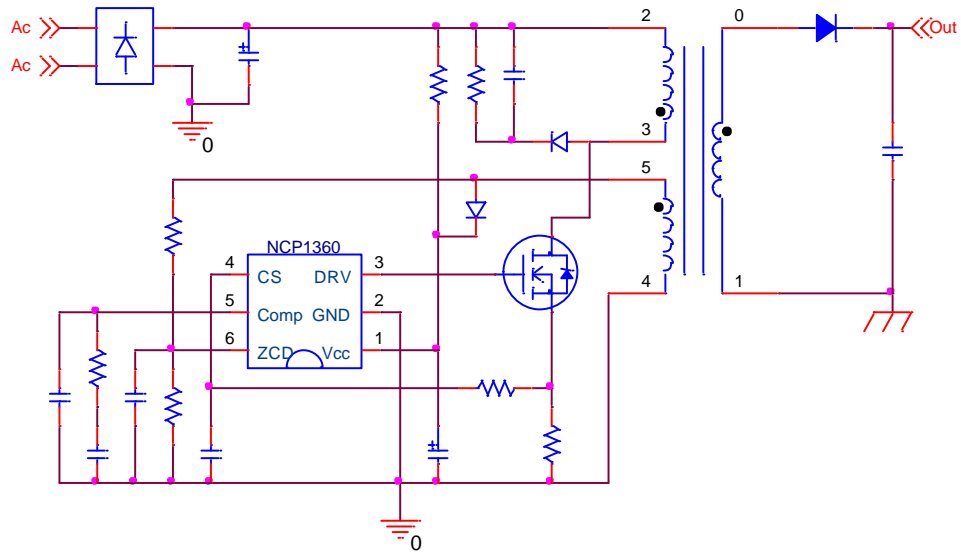 2 0
Ac Out
Ac
3
0
5
NCP1360
4 CS DRV 3
5 Comp GND 2
4 1
6 ZCD Vcc 1
0